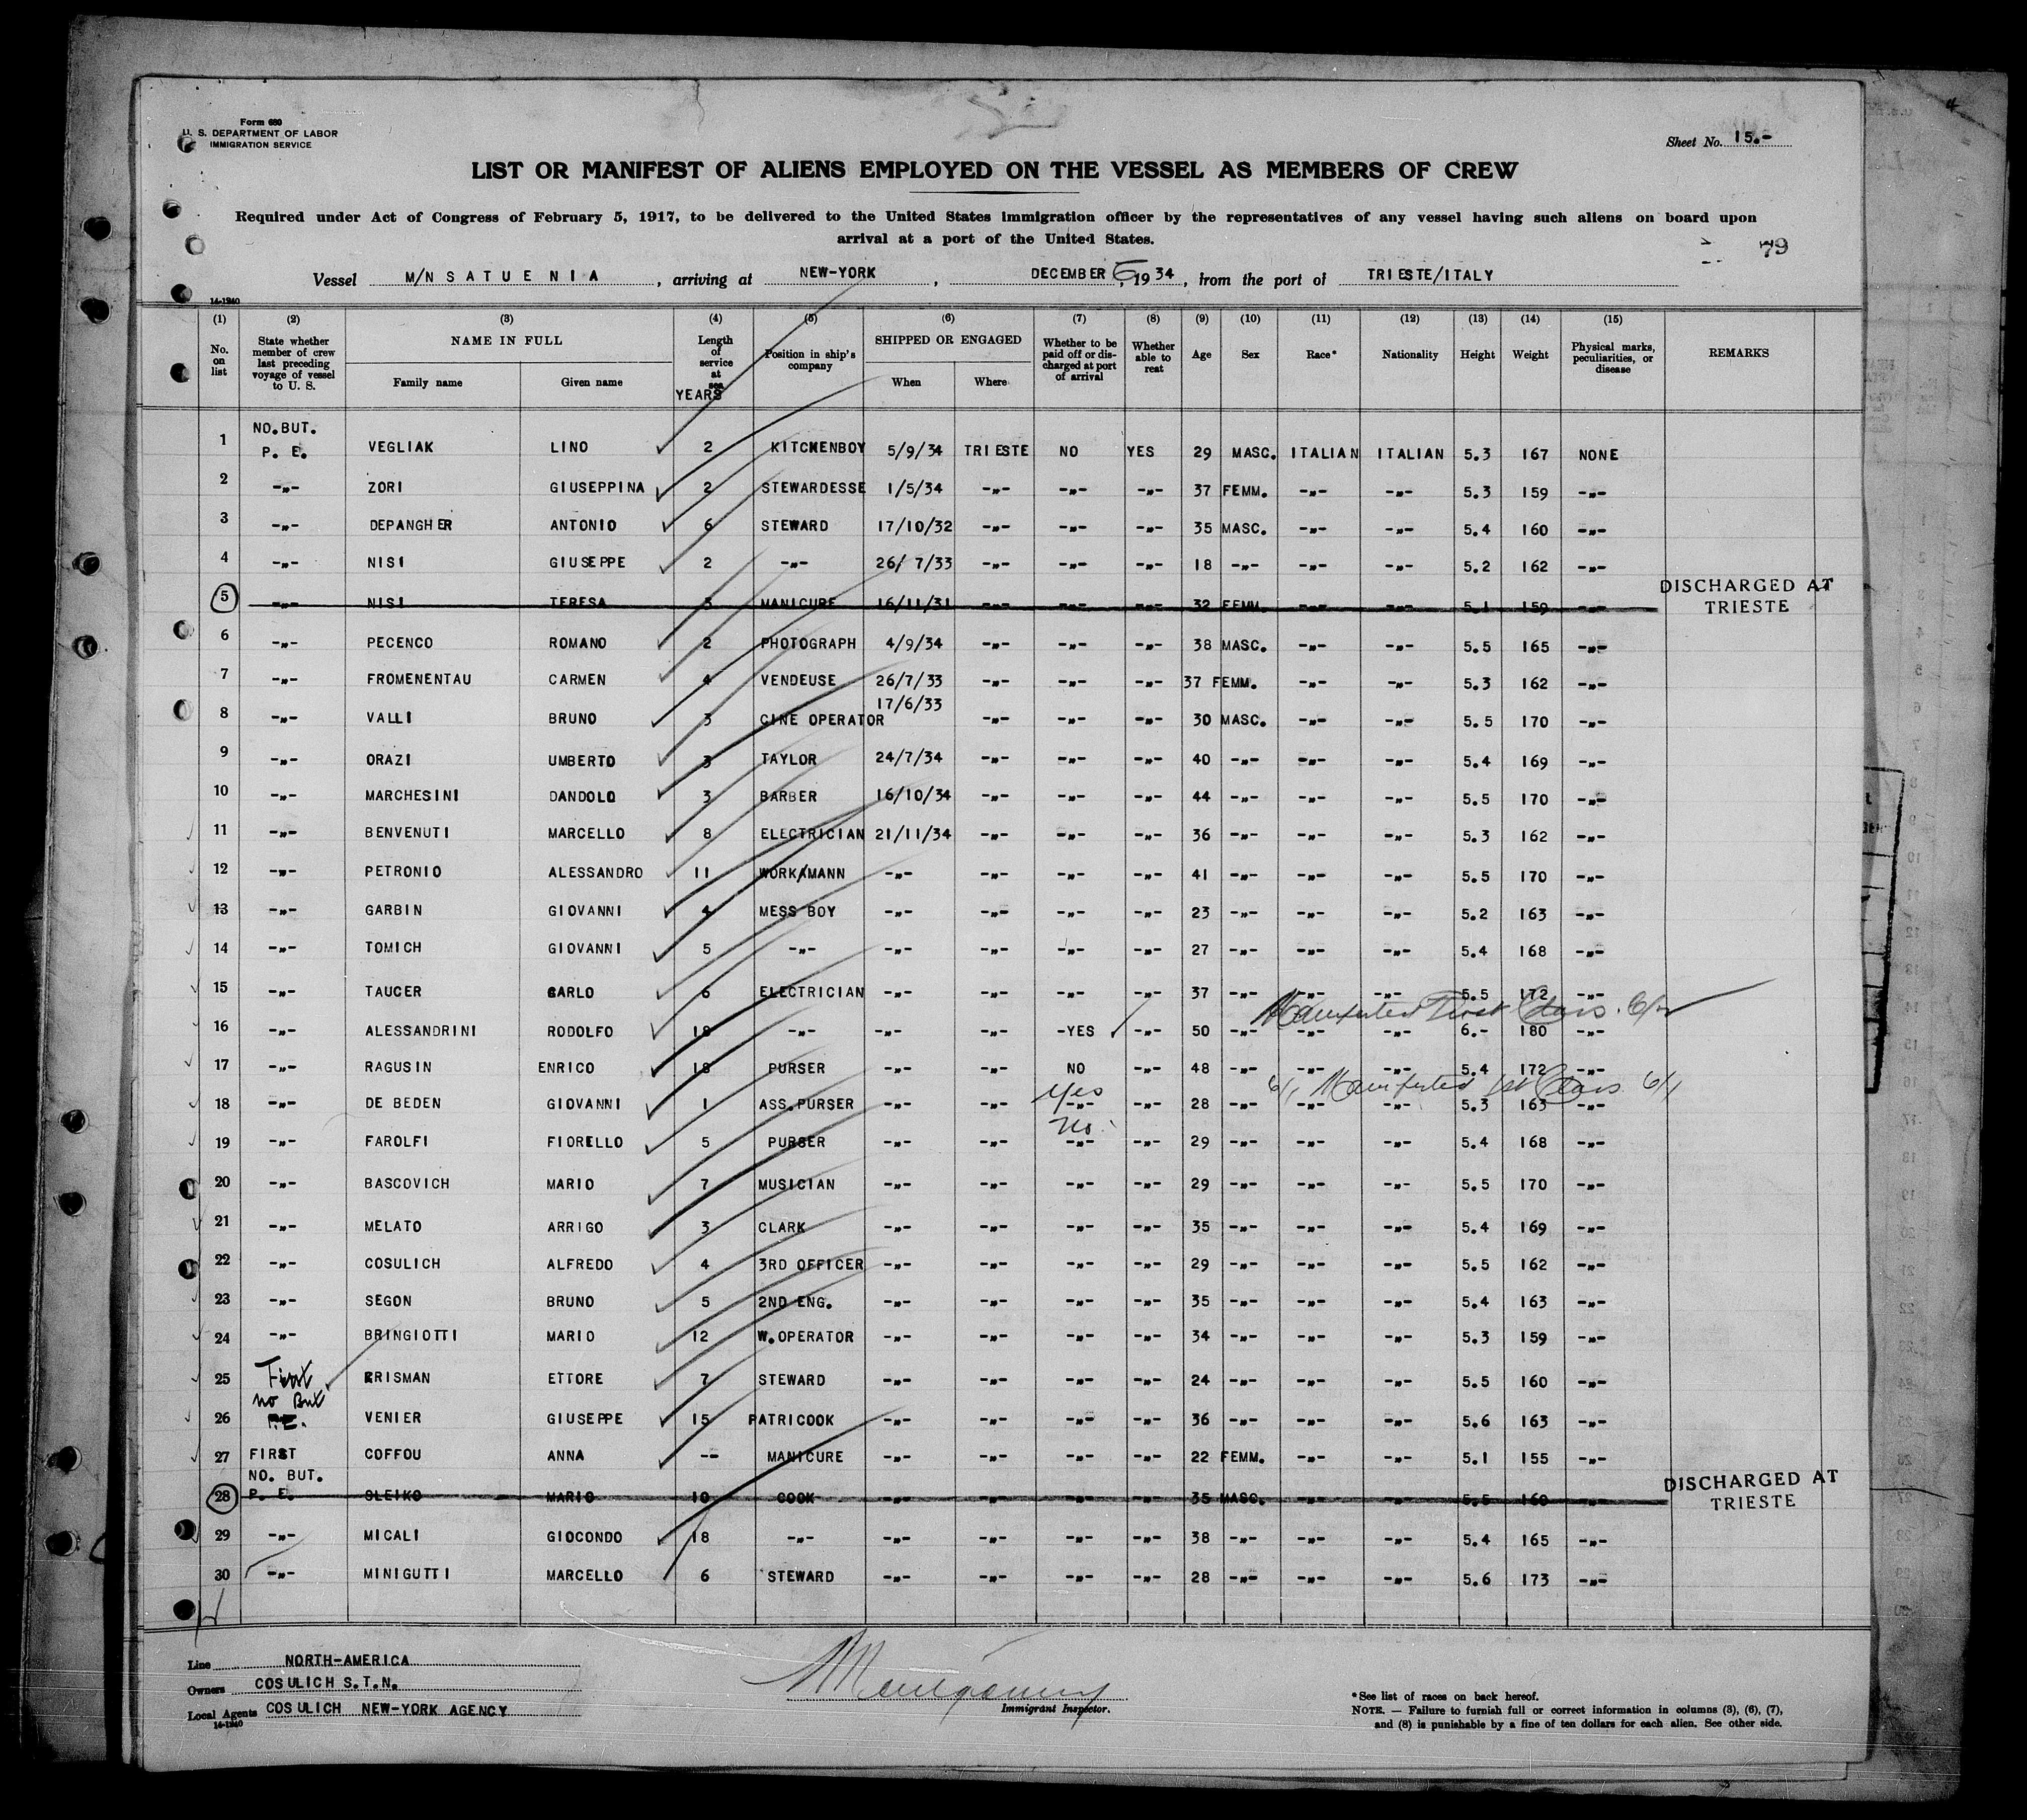 Form 680
U. S. DEPARTMENT OF LABOR
IMMIGRATION SERVICE
Sheet No. 15.-
LIST OR MANIFEST OF ALIENS EMPLOYED ON THE VESSEL AS MEMBERS OF CREW
Required under Act of Congress of February 5, 1917, to be delivered to the United States immigration officer by the representatives of any vessel having such aliens on board upon
arrival at a port of the United States.
79
Vessel M/N S A T U E N I A , arriving at NEW-YORK , DECEMBER 6, 1934, from the port of TRIESTE/ITALY
14-1240
(1) (2) (3) (4) (5) (6) (7) (8) (9) (10) (11) (12) (13) (14) (15)
No. on list State whether member of crew last preceding voyage of vessel to U. S. NAME IN FULL Family name Given name Length of service at sea YEARS Position in ship's company SHIPPED OR ENGAGED When Where Whether to be paid off or discharged at port of arrival Whether able to reat Age Sex Race* Nationality Height Weight Physical marks, peculiarities, or disease REMARKS
1 NO.BUT. P. E. VEGLIAK LINO 2 KITCHENBOY 5/9/34 TRIESTE NO YES 29 MASC. ITALIAN ITALIAN 5.3 167 NONE
2 -"- ZORI GIUSEPPINA 2 STEWARDESSE 1/5/34 -"- -"- -"- 37 FEMM. -"- -"- 5.3 159 -"-
3 -"- DEPANGHER ANTONIO 6 STEWARD 17/10/32 -"- -"- -"- 35 MASC. -"- -"- 5.4 160 -"-
4 -"- NISI GIUSEPPE 2 -"- 26/ 7/33 -"- -"- -"- 18 -"- -"- -"- 5.2 162 -"-
5 -"- NISI TERESA 3 MANICURE 16/11/31 -"- -"- -"- 32 FEMM. -"- -"- 5.1 159 -"- DISCHARGED AT TRIESTE
6 -"- PECENCO ROMANO 2 PHOTOGRAPH 4/9/34 -"- -"- -"- 38 MASC. -"- -"- 5.5 165 -"-
7 -"- FROMENENTAU CARMEN 4 VENDEUSE 26/7/33 -"- -"- -"- 37 FEMM. -"- -"- 5.3 162 -"-
8 -"- VALLI BRUNO 3 CINE OPERATOR 17/6/33 -"- -"- -"- 30 MASC. -"- -"- 5.5 170 -"-
9 -"- ORAZI UMBERTO 3 TAYLOR 24/7/34 -"- -"- -"- 40 -"- -"- -"- 5.4 169 -"-
10 -"- MARCHESINI DANDOLO 3 BARBER 16/10/34 -"- -"- -"- 44 -"- -"- -"- 5.5 170 -"-
11 -"- BENVENUTI MARCELLO 8 ELECTRICIAN 21/11/34 -"- -"- -"- 36 -"- -"- -"- 5.3 162 -"-
12 -"- PETRONIO ALESSANDRO 11 WORK/MANN -"- -"- -"- -"- 41 -"- -"- -"- 5.5 170 -"-
13 -"- GARBIN GIOVANNI 4 MESS BOY -"- -"- -"- -"- 23 -"- -"- -"- 5.2 163 -"-
14 -"- TOMICH GIOVANNI 5 -"- -"- -"- -"- -"- 27 -"- -"- -"- 5.4 168 -"-
15 -"- TAUCER CARLO 6 ELECTRICIAN -"- -"- -"- -"- 37 -"- -"- -"- 5.5 172 -"-
Manifested First Class.
16 -"- ALESSANDRINI RODOLFO 18 -"- -"- -"- -YES 50 -"- -"- -"- 6.- 180 -"-
17 -"- RAGUSIN ENRICO 18 PURSER -"- -"- NO -"- 48 -"- -"- -"- 5.4 172 -"-
Yes Manifested 1st Class.
18 -"- DE BEDEN GIOVANNI 1 ASS.PURSER -"- -"- -"- -"- 28 -"- -"- -"- 5.3 163 -"-
No.
19 -"- FAROLFI FIORELLO 5 PURSER -"- -"- -"- -"- 29 -"- -"- -"- 5.4 168 -"-
20 -"- BASCOVICH MARIO 7 MUSICIAN -"- -"- -"- -"- 29 -"- -"- -"- 5.5 170 -"-
21 -"- MELATO ARRIGO 3 CLARK -"- -"- -"- -"- 35 -"- -"- -"- 5.4 169 -"-
22 -"- COSULICH ALFREDO 4 3RD OFFICER -"- -"- -"- -"- 29 -"- -"- -"- 5.5 162 -"-
23 -"- SEGON BRUNO 5 2ND ENG. -"- -"- -"- -"- 35 -"- -"- -"- 5.4 163 -"-
24 -"- BRINGIOTTI MARIO 12 W.OPERATOR -"- -"- -"- -"- 34 -"- -"- -"- 5.3 159 -"-
25 First ERISMAN ETTORE 7 STEWARD -"- -"- -"- -"- 24 -"- -"- -"- 5.5 160 -"-
26 No But P.E. VENIER GIUSEPPE 15 PATRICOOK -"- -"- -"- -"- 36 -"- -"- -"- 5.6 163 -"-
27 FIRST COFFOU ANNA -- MANICURE -"- -"- -"- -"- 22 FEMM. -"- -"- 5.1 155 -"-
28 NO. BUT. P. E. SLEIKO MARIO 10 COOK -"- -"- -"- -"- 35 MASC. -"- -"- 5.5 160 -"- DISCHARGED AT TRIESTE
29 -"- MICALI GIOCONDO 18 -"- -"- -"- -"- -"- 38 -"- -"- -"- 5.4 165 -"-
30 -"- MINIGUTTI MARCELLO 6 STEWARD -"- -"- -"- -"- 28 -"- -"- -"- 5.6 173 -"-
Line NORTH-AMERICA
Owners COSULICH S.T.N.
Local Agents COSULICH NEW-YORK AGENCY
14-1240
Montgomery
Immigrant Inspector.
*See list of races on back hereof.
NOTE. — Failure to furnish full or correct information in columns (3), (6), (7),
and (8) is punishable by a fine of ten dollars for each alien. See other side.